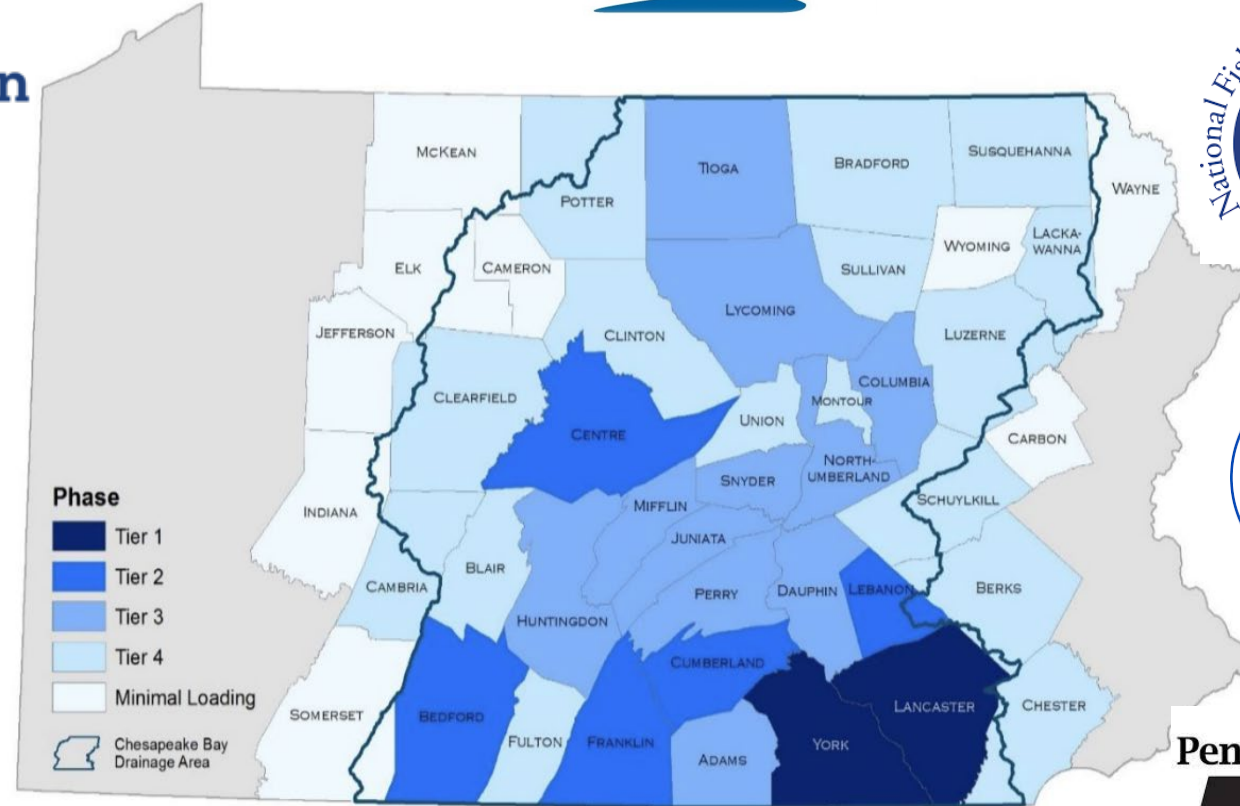 n
National Fis
McKEAN
TIOGA
BRADFORD
SUSQUEHANNA
WAYNE
POTTER
WYOMING
LACKA-
WANNA
ELK
CAMERON
SULLIVAN
LYCOMING
JEFFERSON
CLINTON
LUZERNE
COLUMBIA
CLEARFIELD
MONTOUR
UNION
CENTRE
CARBON
NORTH-
UMBERLAND
SNYDER
SCHUYLKILL
MIFFLIN
INDIANA
JUNIATA
BLAIR
CAMBRIA
PERRY
DAUPHIN
LEBANON
BERKS
HUNTINGDON
CUMBERLAND
LANCASTER
CHESTER
SOMERSET
BEDFORD
FULTON
FRANKLIN
YORK
ADAMS
Phase
Tier 1
Tier 2
Tier 3
Tier 4
Minimal Loading
Chesapeake Bay
Drainage Area
Pen